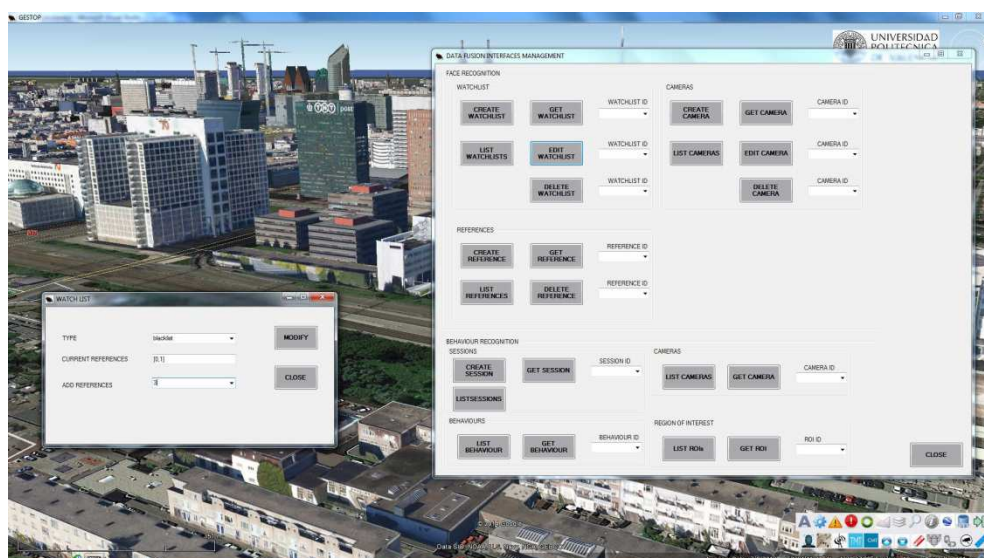 GESTOP
UNIVERSIDAD
POLITECNICA
DATA FUSION INTERFACES MANAGEMENT
FACE RECOGNITION
WATCHLIST
CREATE
WATCHLIST
GET
WATCHLIST
WATCHLIST ID
LIST
WATCHLISTS
EDIT
WATCHLIST
WATCHLIST ID
DELETE
WATCHLIST
WATCHLIST ID
CAMERAS
CREATE
CAMERA
GET CAMERA
CAMERA ID
LIST CAMERAS
EDIT CAMERA
CAMERA ID
DELETE
CAMERA
CAMERA ID
REFERENCES
CREATE
REFERENCE
GET
REFERENCE
REFERENCE ID
LIST
REFERENCES
DELETE
REFERENCE
REFERENCE ID
WATCH LIST
TYPE
blacklist
MODIFY
CURRENT REFERENCES
[0,1]
ADD REFERENCES
3
CLOSE
BEHAVIOUR RECOGNITION
SESSIONS
CREATE
SESSION
GET SESSION
SESSION ID
LISTSESSIONS
CAMERAS
LIST CAMERAS
GET CAMERA
CAMERA ID
BEHAVIOURS
LIST
BEHAVIOUR
GET
BEHAVIOUR
BEHAVIOUR ID
REGION OF INTEREST
LIST ROIs
GET ROI
ROI ID
CLOSE